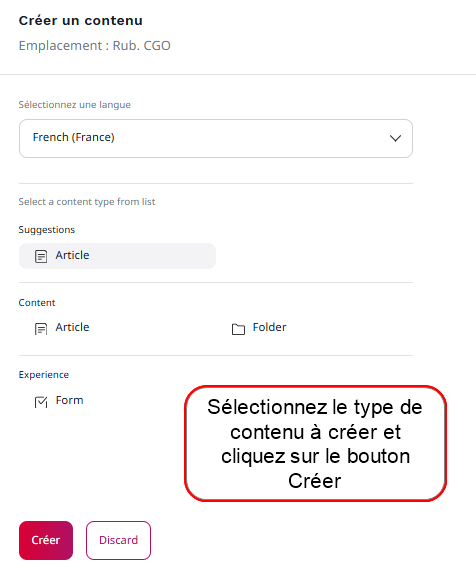 Créer un contenu
Emplacement : Rub. CGO
Sélectionnez une langue
French (France)
Select a content type from list
Suggestions
Article
Content
Article Folder
Experience
Form
Sélectionnez le type de
contenu à créer et
cliquez sur le bouton
Créer
Créer Discard